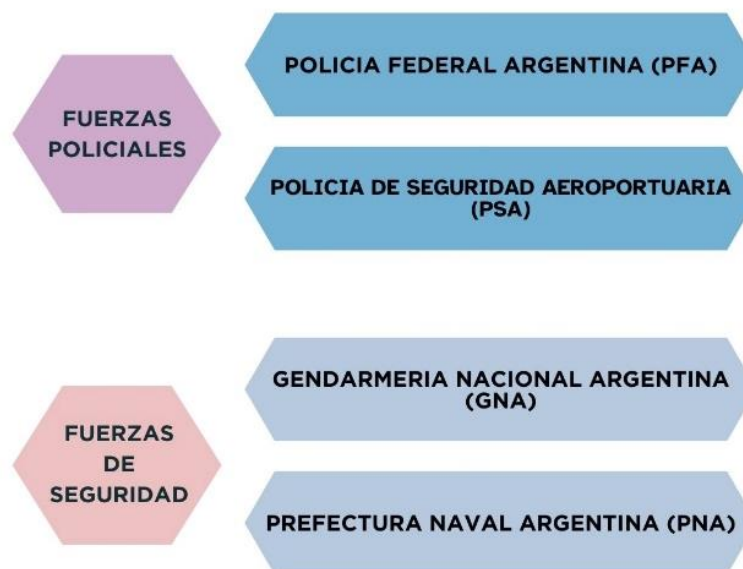 FUERZAS
POLICIALES
POLICIA FEDERAL ARGENTINA (PFA)
POLICIA DE SEGURIDAD AEROPORTUARIA
(PSA)
FUERZAS
DE
SEGURIDAD
GENDARMERIA NACIONAL ARGENTINA
(GNA)
PREFECTURA NAVAL ARGENTINA (PNA)